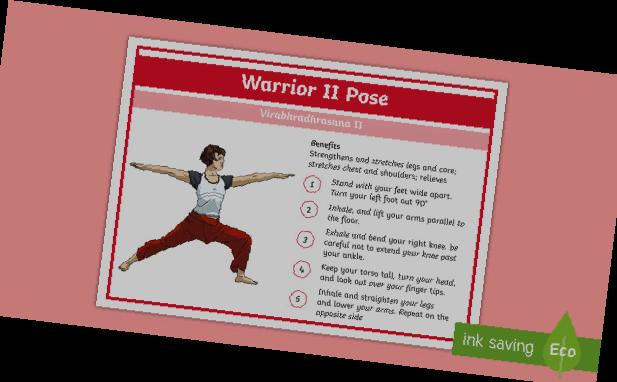 Warrior II Pose
Virabhradhrasana II
Benefits
Strengthens and stretches legs and core;
stretches chest and shoulders; relieves
1 Stand with your feet wide apart.
Turn your left foot out 90°
2 Inhale, and lift your arms parallel to
the floor.
3 Exhale and bend your right knee. be
careful not to extend your knee past
your ankle.
4 Keep your torso tall, turn your head,
and look out over your finger tips.
5 Inhale and straighten your legs
and lower your arms. Repeat on the
opposite side
ink saving Eco